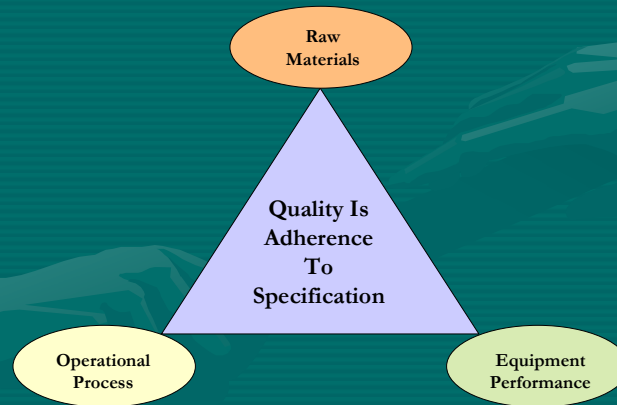 Raw
Materials
Quality Is
Adherence
To
Specification
Operational
Process
Equipment
Performance